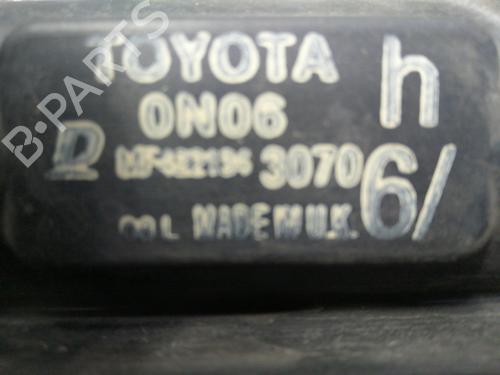 TOYOTA
h
0N06
D
3070
6/
MADE IN U.K.
B-PARTS